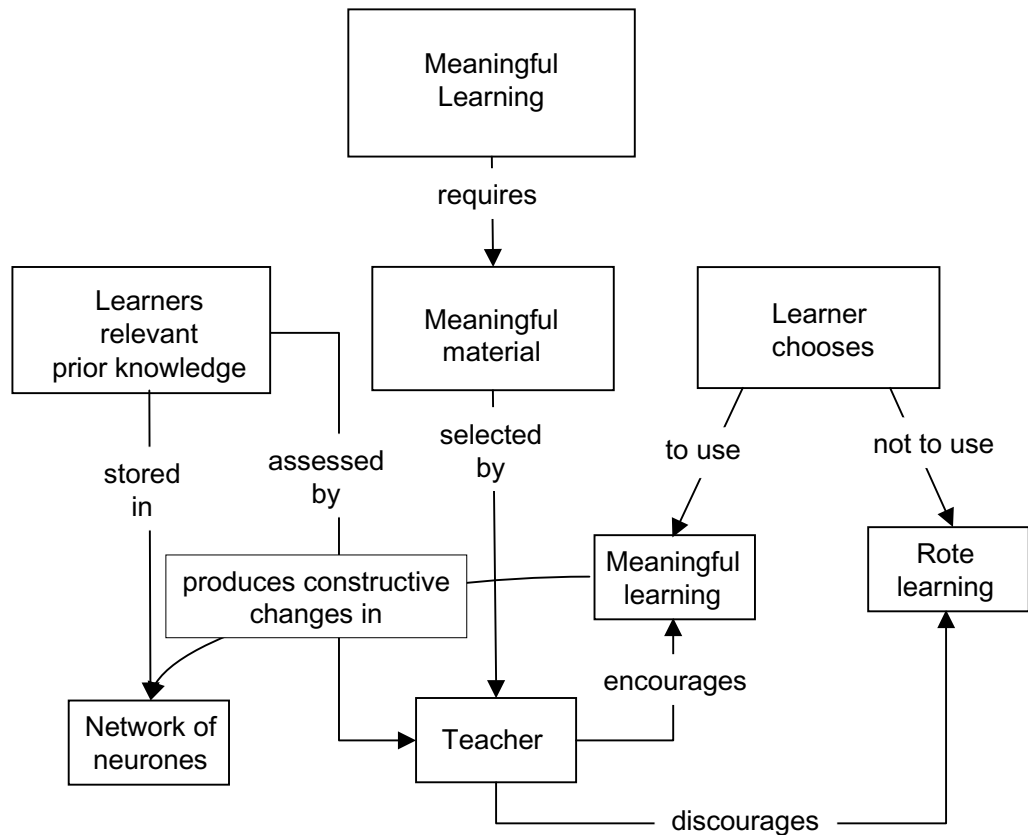 Meaningful
Learning
requires
Learners
relevant
prior knowledge
Meaningful
material
Learner
chooses
stored
in
assessed
by
selected
by
to use
not to use
produces constructive
changes in
Meaningful
learning
Rote
learning
encourages
Network of
neurones
Teacher
discourages